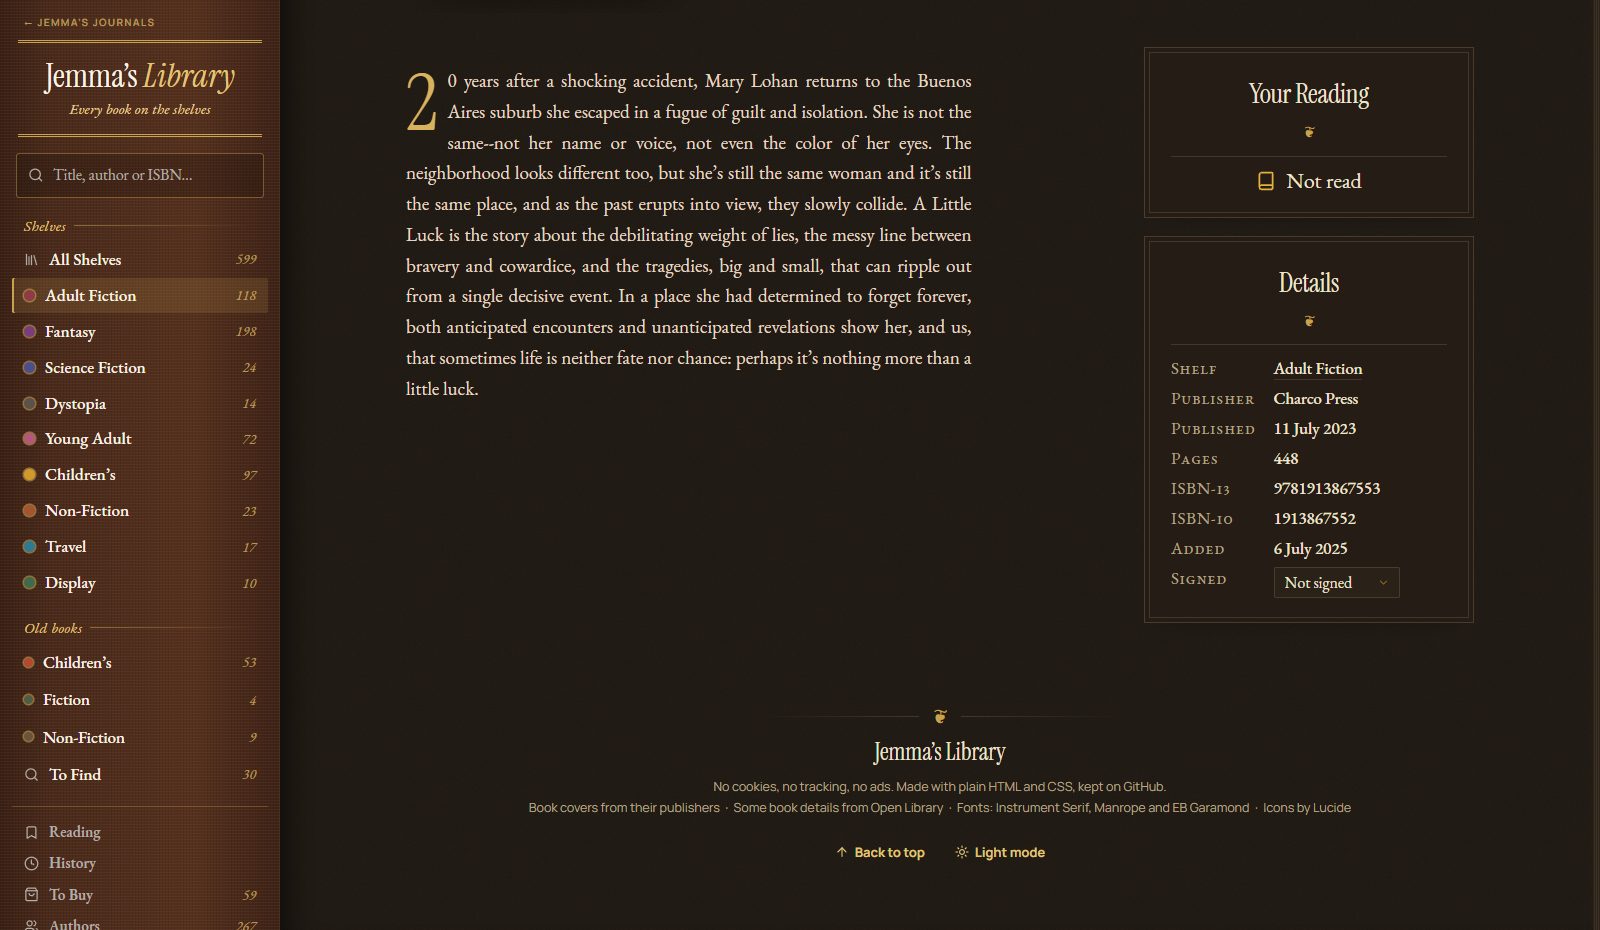 ← JEMMA'S JOURNALS
Jemma's Library
Every book on the shelves
Title, author or ISBN...
Shelves
All Shelves 599
Adult Fiction 118
Fantasy 198
Science Fiction 24
Dystopia 14
Young Adult 72
Children's 97
Non-Fiction 23
Travel 17
Display 10
Old books
Children's 53
Fiction 4
Non-Fiction 9
To Find 30
Reading
History
To Buy 59
Authors 267
20 years after a shocking accident, Mary Lohan returns to the Buenos
Aires suburb she escaped in a fugue of guilt and isolation. She is not the
same--not her name or voice, not even the color of her eyes. The
neighborhood looks different too, but she's still the same woman and it's still
the same place, and as the past erupts into view, they slowly collide. A Little
Luck is the story about the debilitating weight of lies, the messy line between
bravery and cowardice, and the tragedies, big and small, that can ripple out
from a single decisive event. In a place she had determined to forget forever,
both anticipated encounters and unanticipated revelations show her, and us,
that sometimes life is neither fate nor chance: perhaps it's nothing more than a
little luck.
Your Reading
Not read
Details
Shelf Adult Fiction
Publisher Charco Press
Published 11 July 2023
Pages 448
ISBN-13 9781913867553
ISBN-10 1913867552
Added 6 July 2025
Signed Not signed
Jemma's Library
No cookies, no tracking, no ads. Made with plain HTML and CSS, kept on GitHub.
Book covers from their publishers · Some book details from Open Library · Fonts: Instrument Serif, Manrope and EB Garamond · Icons by Lucide
↑ Back to top Light mode